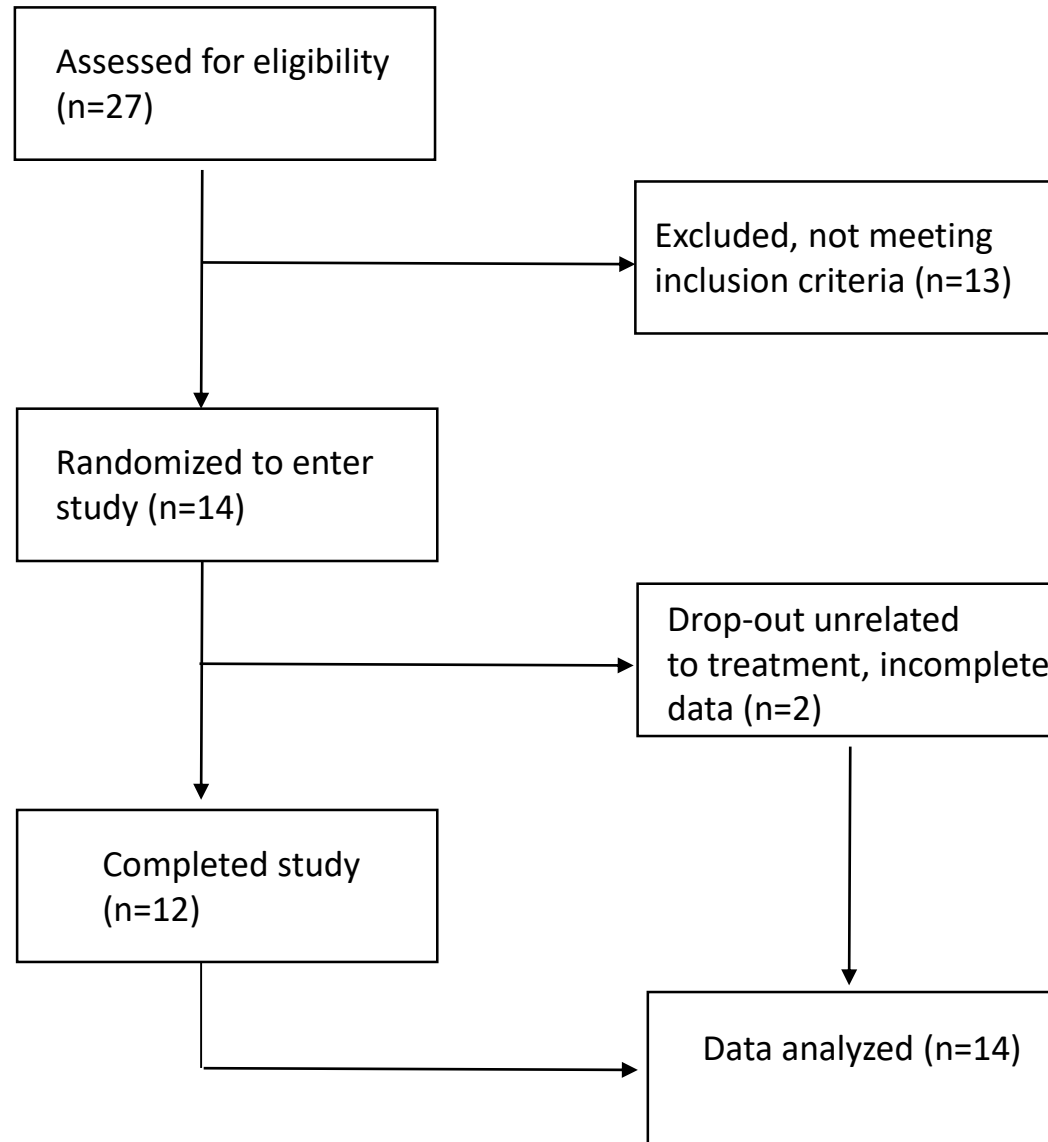 Assessed for eligibility
(n=27)
Excluded, not meeting
inclusion criteria (n=13)
Randomized to enter
study (n=14)
Drop-out unrelated
to treatment, incomplete
data (n=2)
Completed study
(n=12)
Data analyzed (n=14)